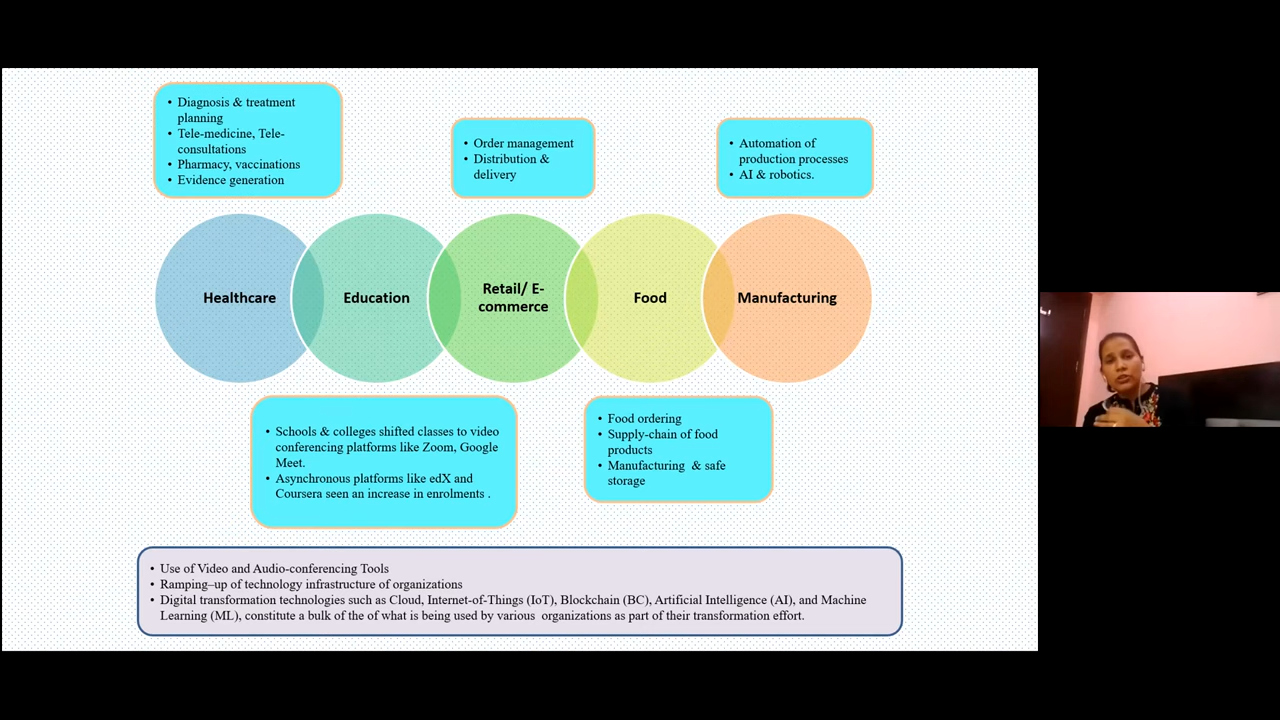 • Diagnosis & treatment
planning
• Tele-medicine, Tele-
consultations
• Pharmacy, vaccinations
• Evidence generation
• Order management
• Distribution &
delivery
• Automation of
production processes
• AI & robotics.
Healthcare
Education
Retail/ E-
commerce
Food
Manufacturing
• Schools & colleges shifted classes to video
conferencing platforms like Zoom, Google
Meet.
• Asynchronous platforms like edX and
Coursera seen an increase in enrolments .
• Food ordering
• Supply-chain of food
products
• Manufacturing & safe
storage
• Use of Video and Audio-conferencing Tools
• Ramping–up of technology infrastructure of organizations
• Digital transformation technologies such as Cloud, Internet-of-Things (IoT), Blockchain (BC), Artificial Intelligence (AI), and Machine
Learning (ML), constitute a bulk of the of what is being used by various organizations as part of their transformation effort.